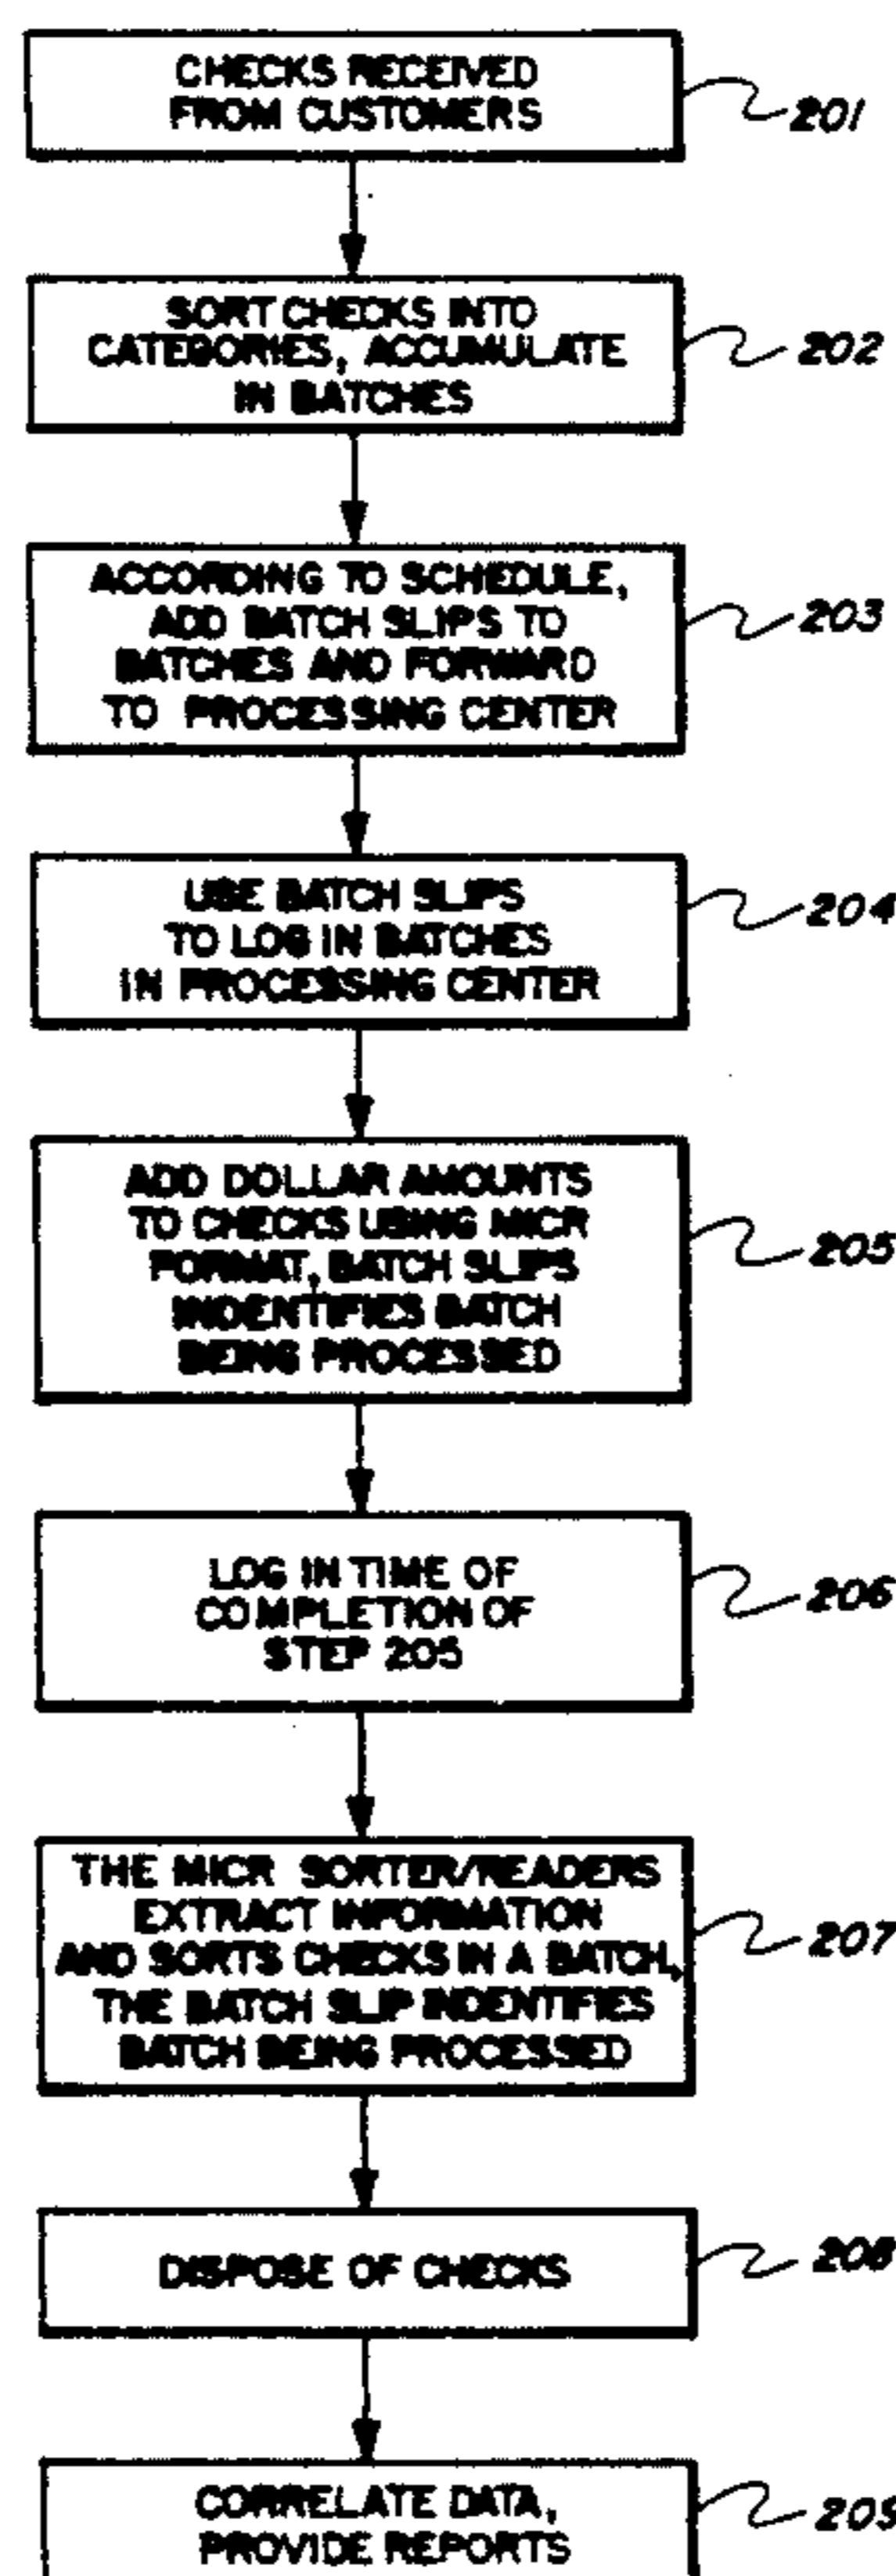 CHECKS RECEIVED
FROM CUSTOMERS
201
SORT CHECKS INTO
CATEGORIES, ACCUMULATE
IN BATCHES
202
ACCORDING TO SCHEDULE,
ADD BATCH SLIPS TO
BATCHES AND FORWARD
TO PROCESSING CENTER
203
USE BATCH SLIPS
TO LOG IN BATCHES
IN PROCESSING CENTER
204
ADD DOLLAR AMOUNTS
TO CHECKS USING MICR
FORMAT, BATCH SLIPS
INDENTIFIES BATCH
BEING PROCESSED
205
LOG IN TIME OF
COMPLETION OF
STEP 205
206
THE MICR SORTER/READERS
EXTRACT INFORMATION
AND SORTS CHECKS IN A BATCH,
THE BATCH SLIP INDENTIFIES
BATCH BEING PROCESSED
207
DISPOSE OF CHECKS
208
CORRELATE DATA,
PROVIDE REPORTS
209